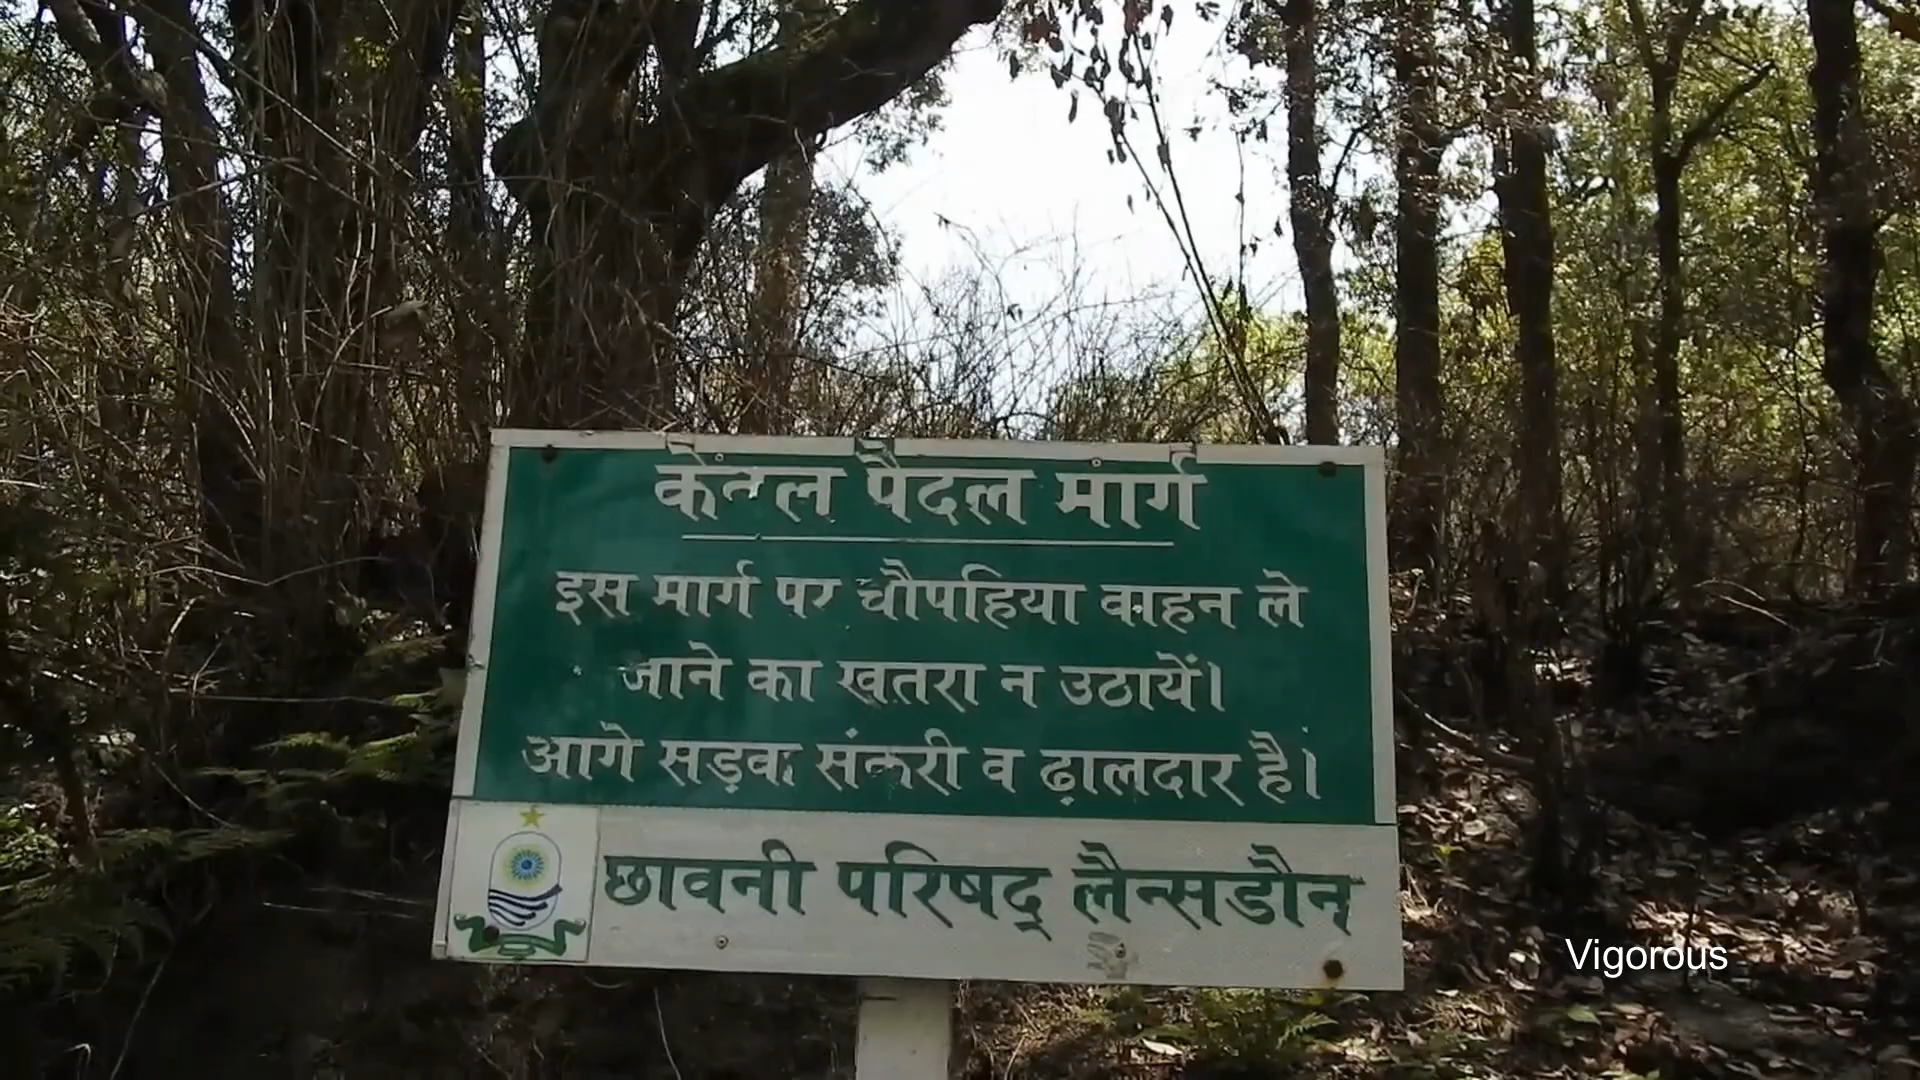 केवल पैदल मार्ग
इस मार्ग पर चौपहिया वाहन ले
जाने का खतरा न उठायें।
आगे सड़क संकरी व ढ़ालदार है।
छावनी परिषद् लैन्सडौन
Vigorous